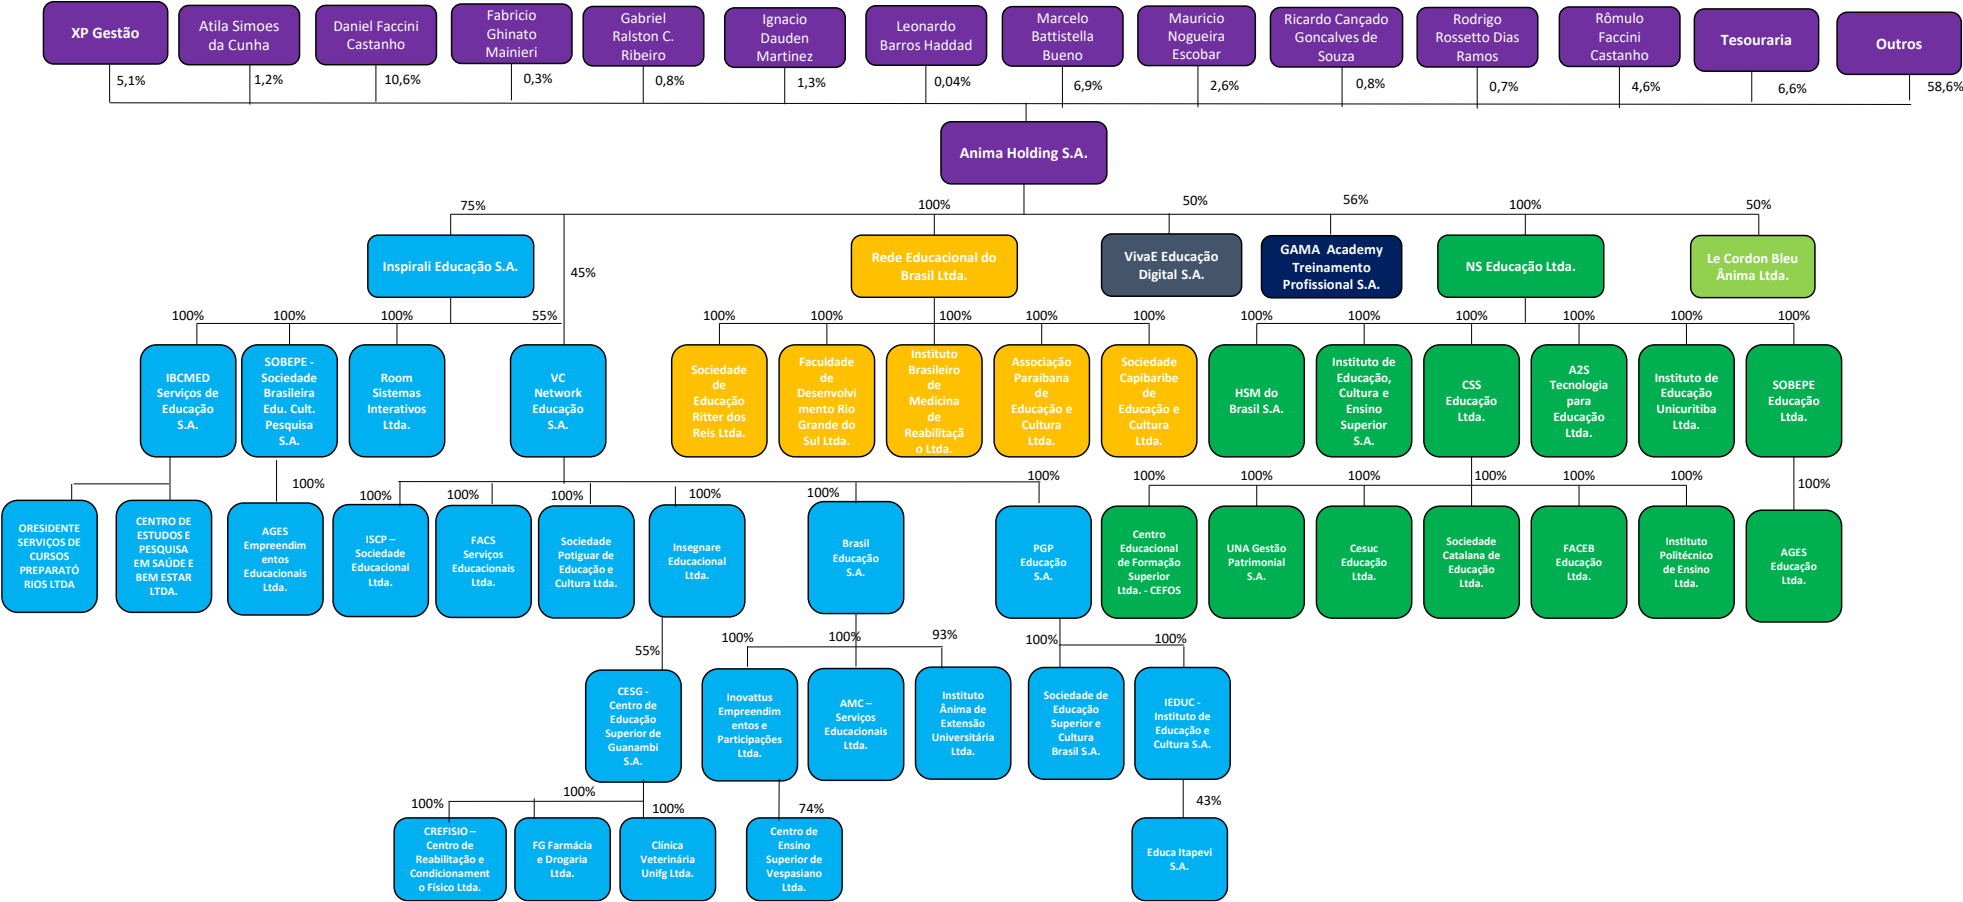 XP Gestão
Atila Simoes
da Cunha
Daniel Faccini
Castanho
Fabricio
Ghinato
Mainieri
Gabriel
Ralston C.
Ribeiro
Ignacio
Dauden
Martinez
Leonardo
Barros Haddad
Marcelo
Battistella
Bueno
Mauricio
Nogueira
Escobar
Ricardo Cançado
Goncalves de
Souza
Rodrigo
Rossetto Dias
Ramos
Rômulo
Faccini
Castanho
Tesouraria
Outros
5,1%
1,2%
10,6%
0,3%
0,8%
1,3%
0,04%
6,9%
2,6%
0,8%
0,7%
4,6%
6,6%
58,6%
Anima Holding S.A.
75%
45%
100%
50%
56%
100%
50%
Inspirali Educação S.A.
Rede Educacional do
Brasil Ltda.
VivaE Educação
Digital S.A.
GAMA Academy
Treinamento
Profissional S.A.
NS Educação Ltda.
Le Cordon Bleu
Ânima Ltda.
100%
100%
100%
55%
100%
100%
100%
100%
100%
100%
100%
100%
100%
100%
100%
IBCMED
Serviços de
Educação
S.A.
SOBEPE -
Sociedade
Brasileira
Edu. Cult.
Pesquisa
S.A.
Room
Sistemas
Interativos
Ltda.
VC
Network
Educação
S.A.
Sociedade
de
Educação
Ritter dos
Reis Ltda.
Faculdade
de
Desenvolvi
mento Rio
Grande do
Sul Ltda.
Instituto
Brasileiro
de
Medicina
de
Reabilitaçã
o Ltda.
Associação
Paraibana
de
Educação e
Cultura
Ltda.
Sociedade
Capibaribe
de
Educação e
Cultura
Ltda.
HSM do
Brasil S.A.
Instituto de
Educação,
Cultura e
Ensino
Superior
S.A.
CSS
Educação
Ltda.
A2S
Tecnologia
para
Educação
Ltda.
Instituto de
Educação
Unicuritiba
Ltda.
SOBEPE
Educação
Ltda.
100%
100%
100%
100%
100%
100%
100%
100%
100%
100%
100%
100%
100%
100%
ORESIDENTE
SERVIÇOS DE
CURSOS
PREPARATÓ
RIOS LTDA
CENTRO DE
ESTUDOS E
PESQUISA
EM SAÚDE E
BEM ESTAR
LTDA.
AGES
Empreendim
entos
Educacionais
Ltda.
ISCP –
Sociedade
Educacional
Ltda.
FACS
Serviços
Educacionais
Ltda.
Sociedade
Potiguar de
Educação e
Cultura Ltda.
Insegnare
Educacional
Ltda.
Brasil
Educação
S.A.
PGP
Educação
S.A.
Centro
Educacional
de Formação
Superior
Ltda. - CEFOS
UNA Gestão
Patrimonial
S.A.
Cesuc
Educação
Ltda.
Sociedade
Catalana de
Educação
Ltda.
FACEB
Educação
Ltda.
Instituto
Politécnico
de Ensino
Ltda.
AGES
Educação
Ltda.
55%
100%
100%
93%
100%
100%
CESG -
Centro de
Educação
Superior de
Guanambi
S.A.
Inovattus
Empreendim
entos e
Participações
Ltda.
AMC –
Serviços
Educacionais
Ltda.
Instituto
Ânima de
Extensão
Universitária
Ltda.
Sociedade de
Educação
Superior e
Cultura
Brasil S.A.
IEDUC -
Instituto de
Educação e
Cultura S.A.
100%
100%
100%
74%
43%
CREFISIO –
Centro de
Reabilitação e
Condicionament
o Físico Ltda.
FG Farmácia
e Drogaria
Ltda.
Clínica
Veterinária
Unifg Ltda.
Centro de
Ensino
Superior de
Vespasiano
Ltda.
Educa Itapevi
S.A.